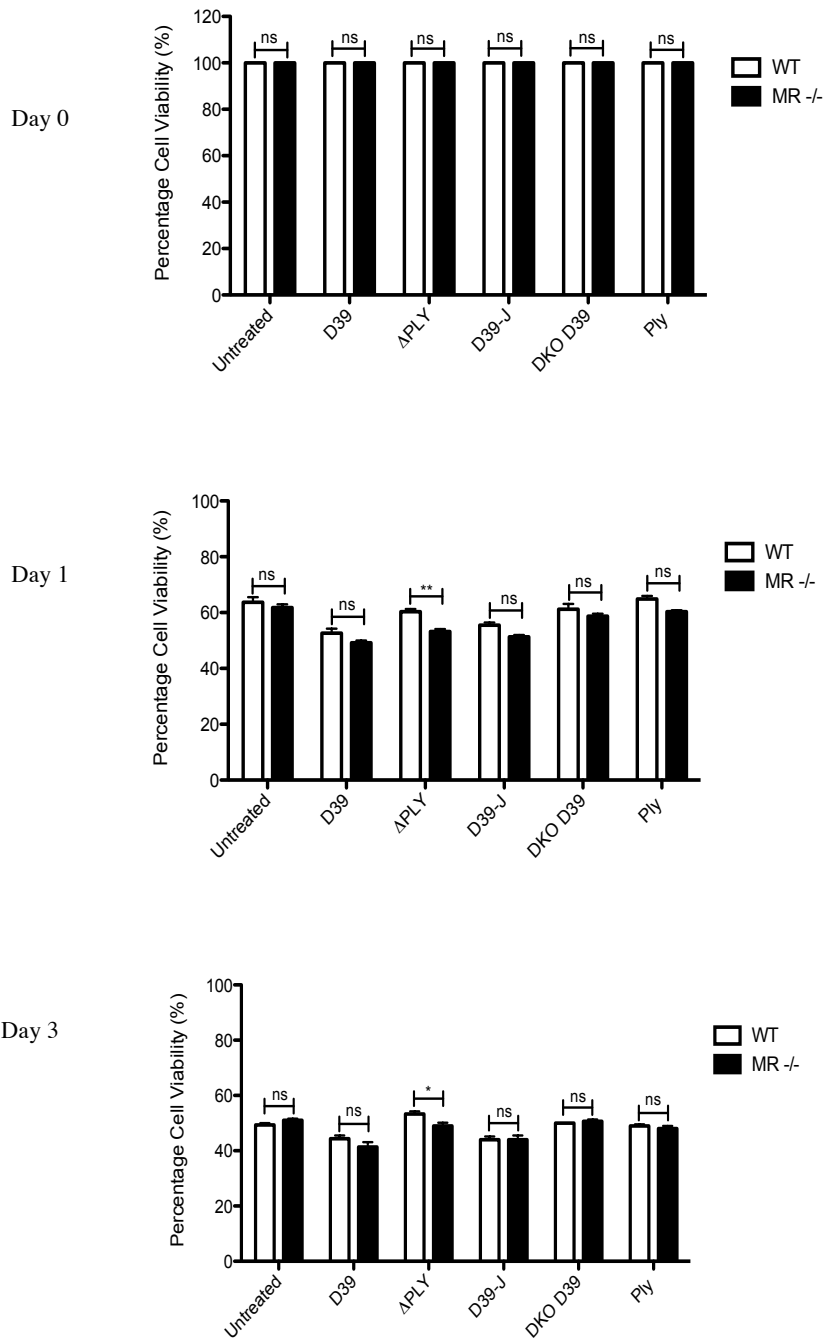 Day 0
Percentage Cell Viability (%)
120
100
80
60
40
20
0
ns ns ns ns ns ns
WT
MR -/-
Untreated D39 ΔPLY D39-J DKO D39 Ply
Day 1
Percentage Cell Viability (%)
100
80
60
40
20
0
ns ns ** ns ns ns
WT
MR -/-
Untreated D39 ΔPLY D39-J DKO D39 Ply
Day 3
Percentage Cell Viability (%)
100
80
60
40
20
0
ns ns * ns ns ns
WT
MR -/-
Untreated D39 ΔPLY D39-J DKO D39 Ply